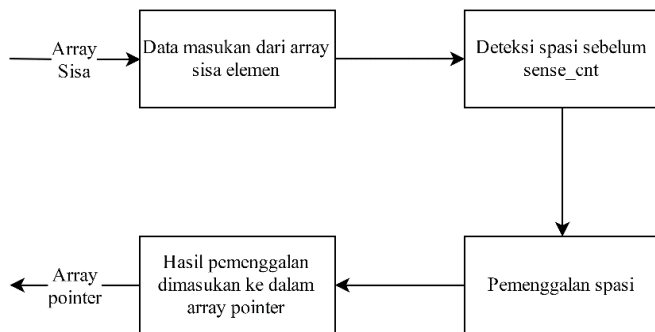 Array
Sisa
Data masukan dari array
sisa elemen
Deteksi spasi sebelum
sense_cnt
Pemenggalan spasi
Hasil pemenggalan
dimasukan ke dalam
array pointer
Array
pointer